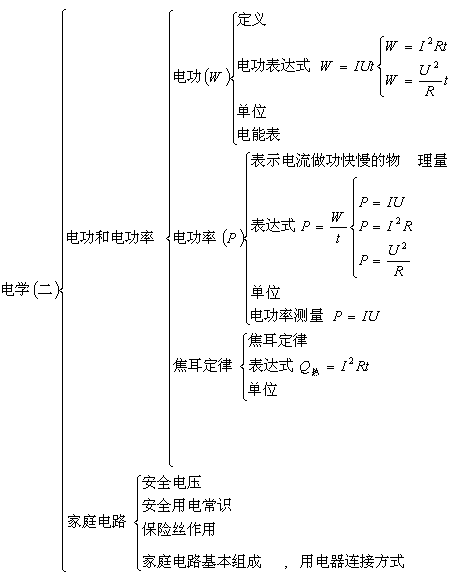 定义
电功(W)
电功表达式 W = IUt
W = I²Rt
W = U²/R t
单位
电能表
表示电流做功快慢的物 理量
电功和电功率
电功率(P)
表达式 P = W/t
P = IU
P = I²R
P = U²/R
单位
电功率测量 P = IU
电学(二)
焦耳定律
焦耳定律
表达式 Q热 = I²Rt
单位
家庭电路
安全电压
安全用电常识
保险丝作用
家庭电路基本组成 ,用电器连接方式